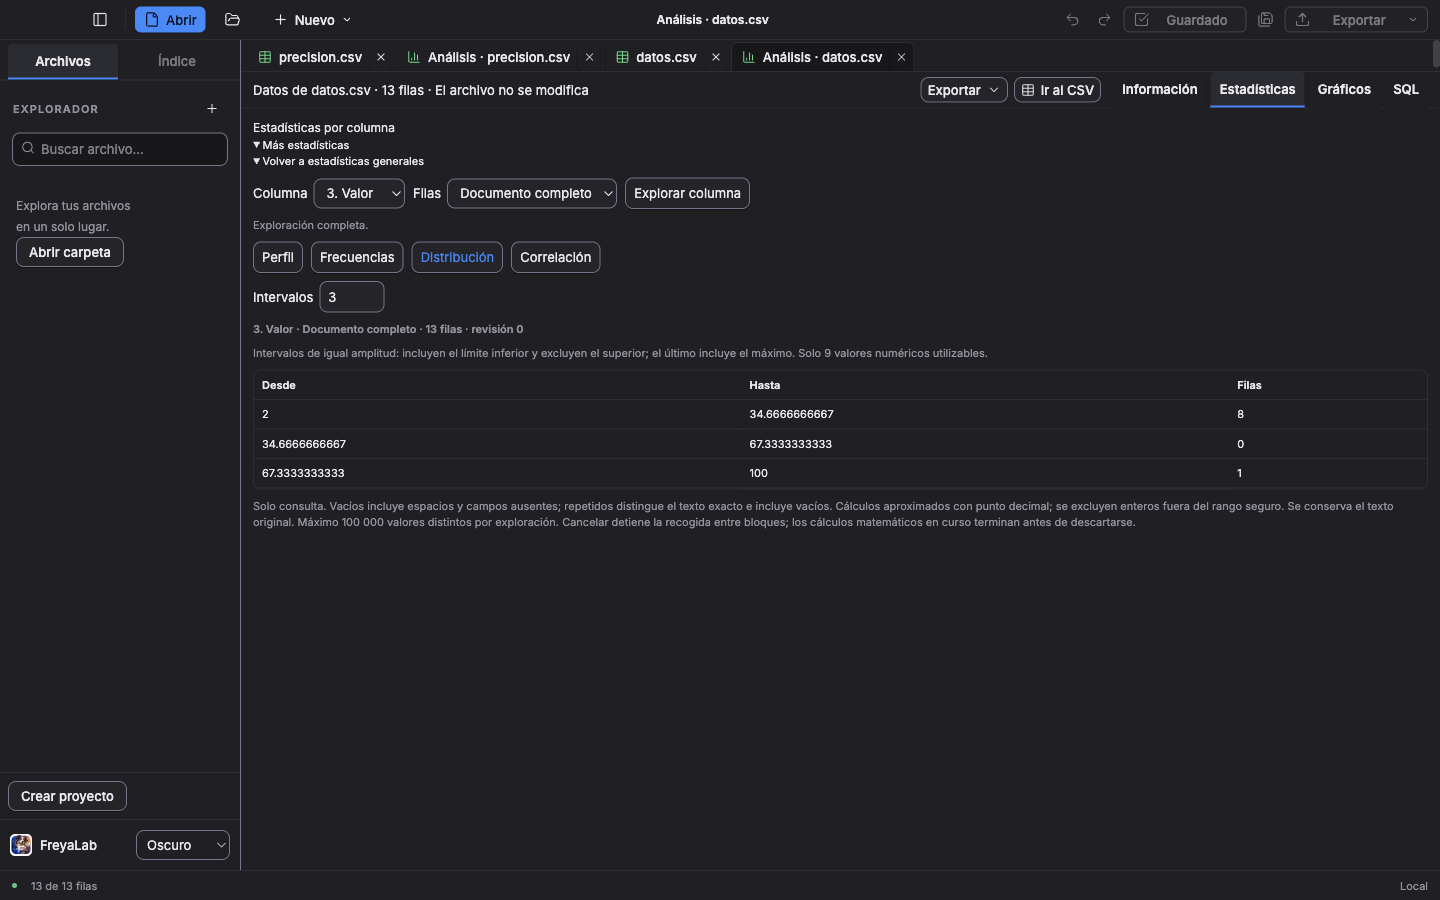 Abrir
Nuevo
Análisis · datos.csv
Guardado
Exportar
Archivos
Índice
precision.csv
Análisis · precision.csv
datos.csv
Análisis · datos.csv
EXPLORADOR
Buscar archivo...
Explora tus archivos
en un solo lugar.
Abrir carpeta
Datos de datos.csv · 13 filas · El archivo no se modifica
Exportar
Ir al CSV
Información
Estadísticas
Gráficos
SQL
Estadísticas por columna
Más estadísticas
Volver a estadísticas generales
Columna
3. Valor
Filas
Documento completo
Explorar columna
Exploración completa.
Perfil
Frecuencias
Distribución
Correlación
Intervalos
3
3. Valor · Documento completo · 13 filas · revisión 0
Intervalos de igual amplitud: incluyen el límite inferior y excluyen el superior; el último incluye el máximo. Solo 9 valores numéricos utilizables.
Desde Hasta Filas
2 34.6666666667 8
34.6666666667 67.3333333333 0
67.3333333333 100 1
Solo consulta. Vacíos incluye espacios y campos ausentes; repetidos distingue el texto exacto e incluye vacíos. Cálculos aproximados con punto decimal; se excluyen enteros fuera del rango seguro. Se conserva el texto
original. Máximo 100 000 valores distintos por exploración. Cancelar detiene la recogida entre bloques; los cálculos matemáticos en curso terminan antes de descartarse.
Crear proyecto
FreyaLab
Oscuro
13 de 13 filas
Local